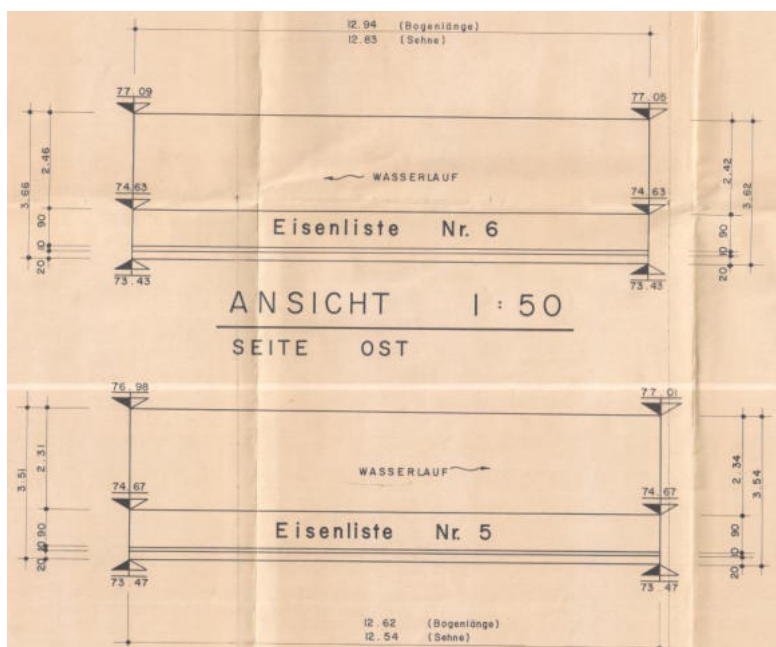 12.94 (Bogenlänge)
12.83 (Sehne)
77.09 77.05
3.66 2.46 2.42 3.62
WASSERLAUF
74.63 74.63
90 90
Eisenliste Nr. 6
20 10 20 10
73.43 73.43
ANSICHT 1:50
SEITE OST
76.98 77.01
3.51 2.31 2.34 3.54
WASSERLAUF
74.67 74.67
90 90
Eisenliste Nr. 5
20 10 20 10
73.47 73.47
12.62 (Bogenlänge)
12.54 (Sehne)